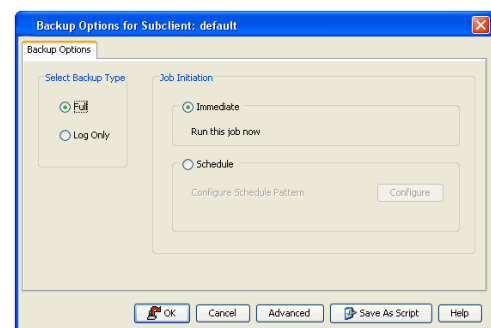 Backup Options for Subclient: default
Backup Options
Select Backup Type
Full
Log Only
Job Initiation
Immediate
Run this job now
Schedule
Configure Schedule Pattern
Configure
OK
Cancel
Advanced
Save As Script
Help